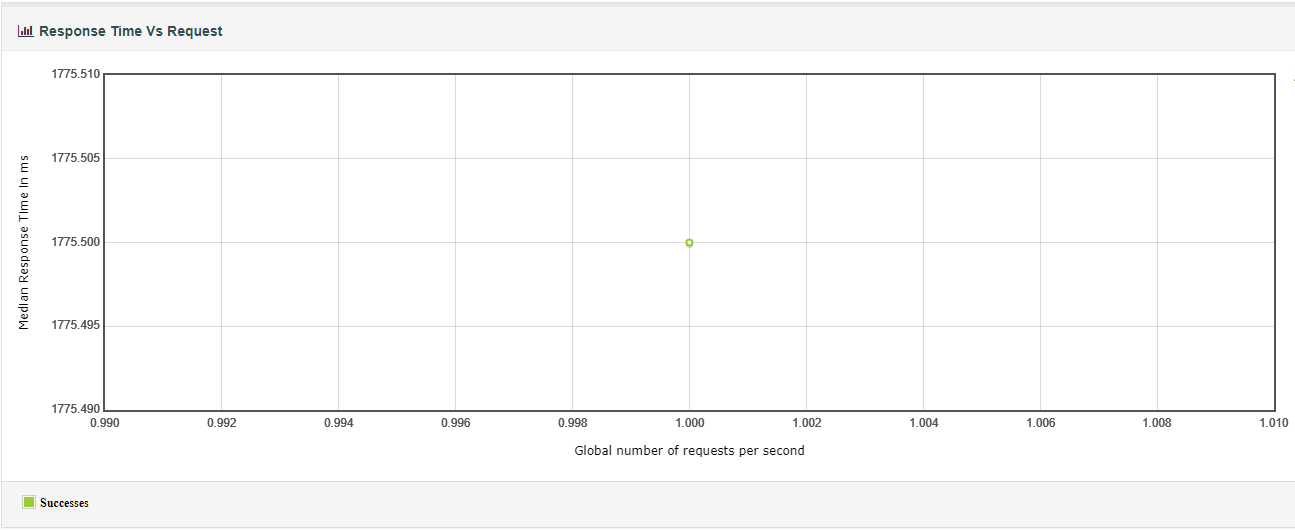 Response Time Vs Request
1775.510
1775.505
1775.500
1775.495
1775.490
Median Response Time In ms
0.990 0.992 0.994 0.996 0.998 1.000 1.002 1.004 1.006 1.008 1.010
Global number of requests per second
Successes